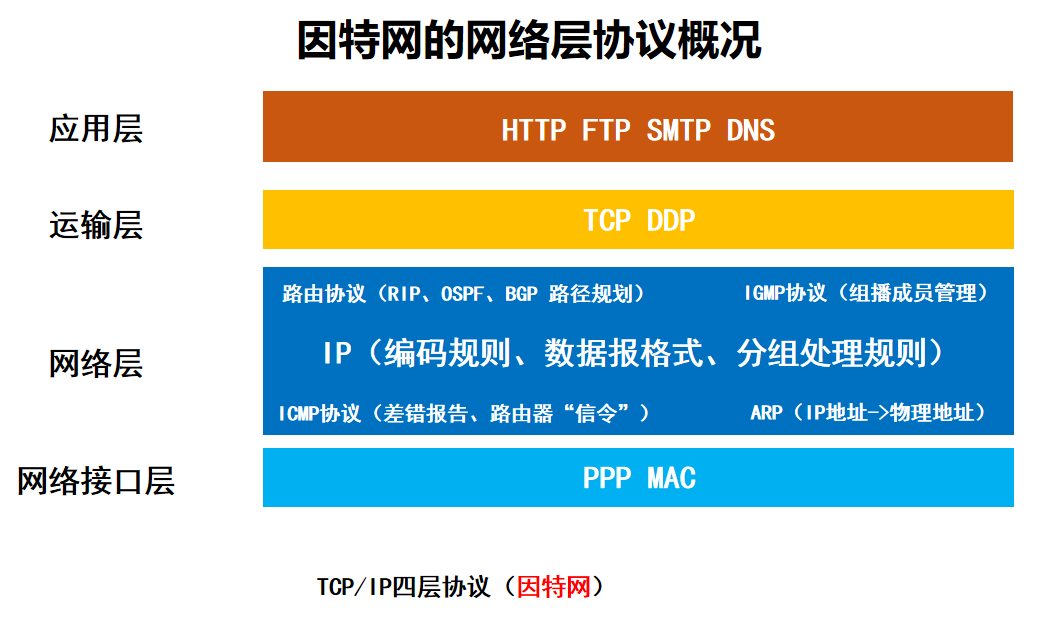 因特网的网络层协议概况
应用层
HTTP FTP SMTP DNS
运输层
TCP DDP
网络层
路由协议（RIP、OSPF、BGP 路径规划） IGMP协议（组播成员管理）
IP（编码规则、数据报格式、分组处理规则）
ICMP协议（差错报告、路由器“信令”） ARP（IP地址->物理地址）
网络接口层
PPP MAC
TCP/IP四层协议（因特网）